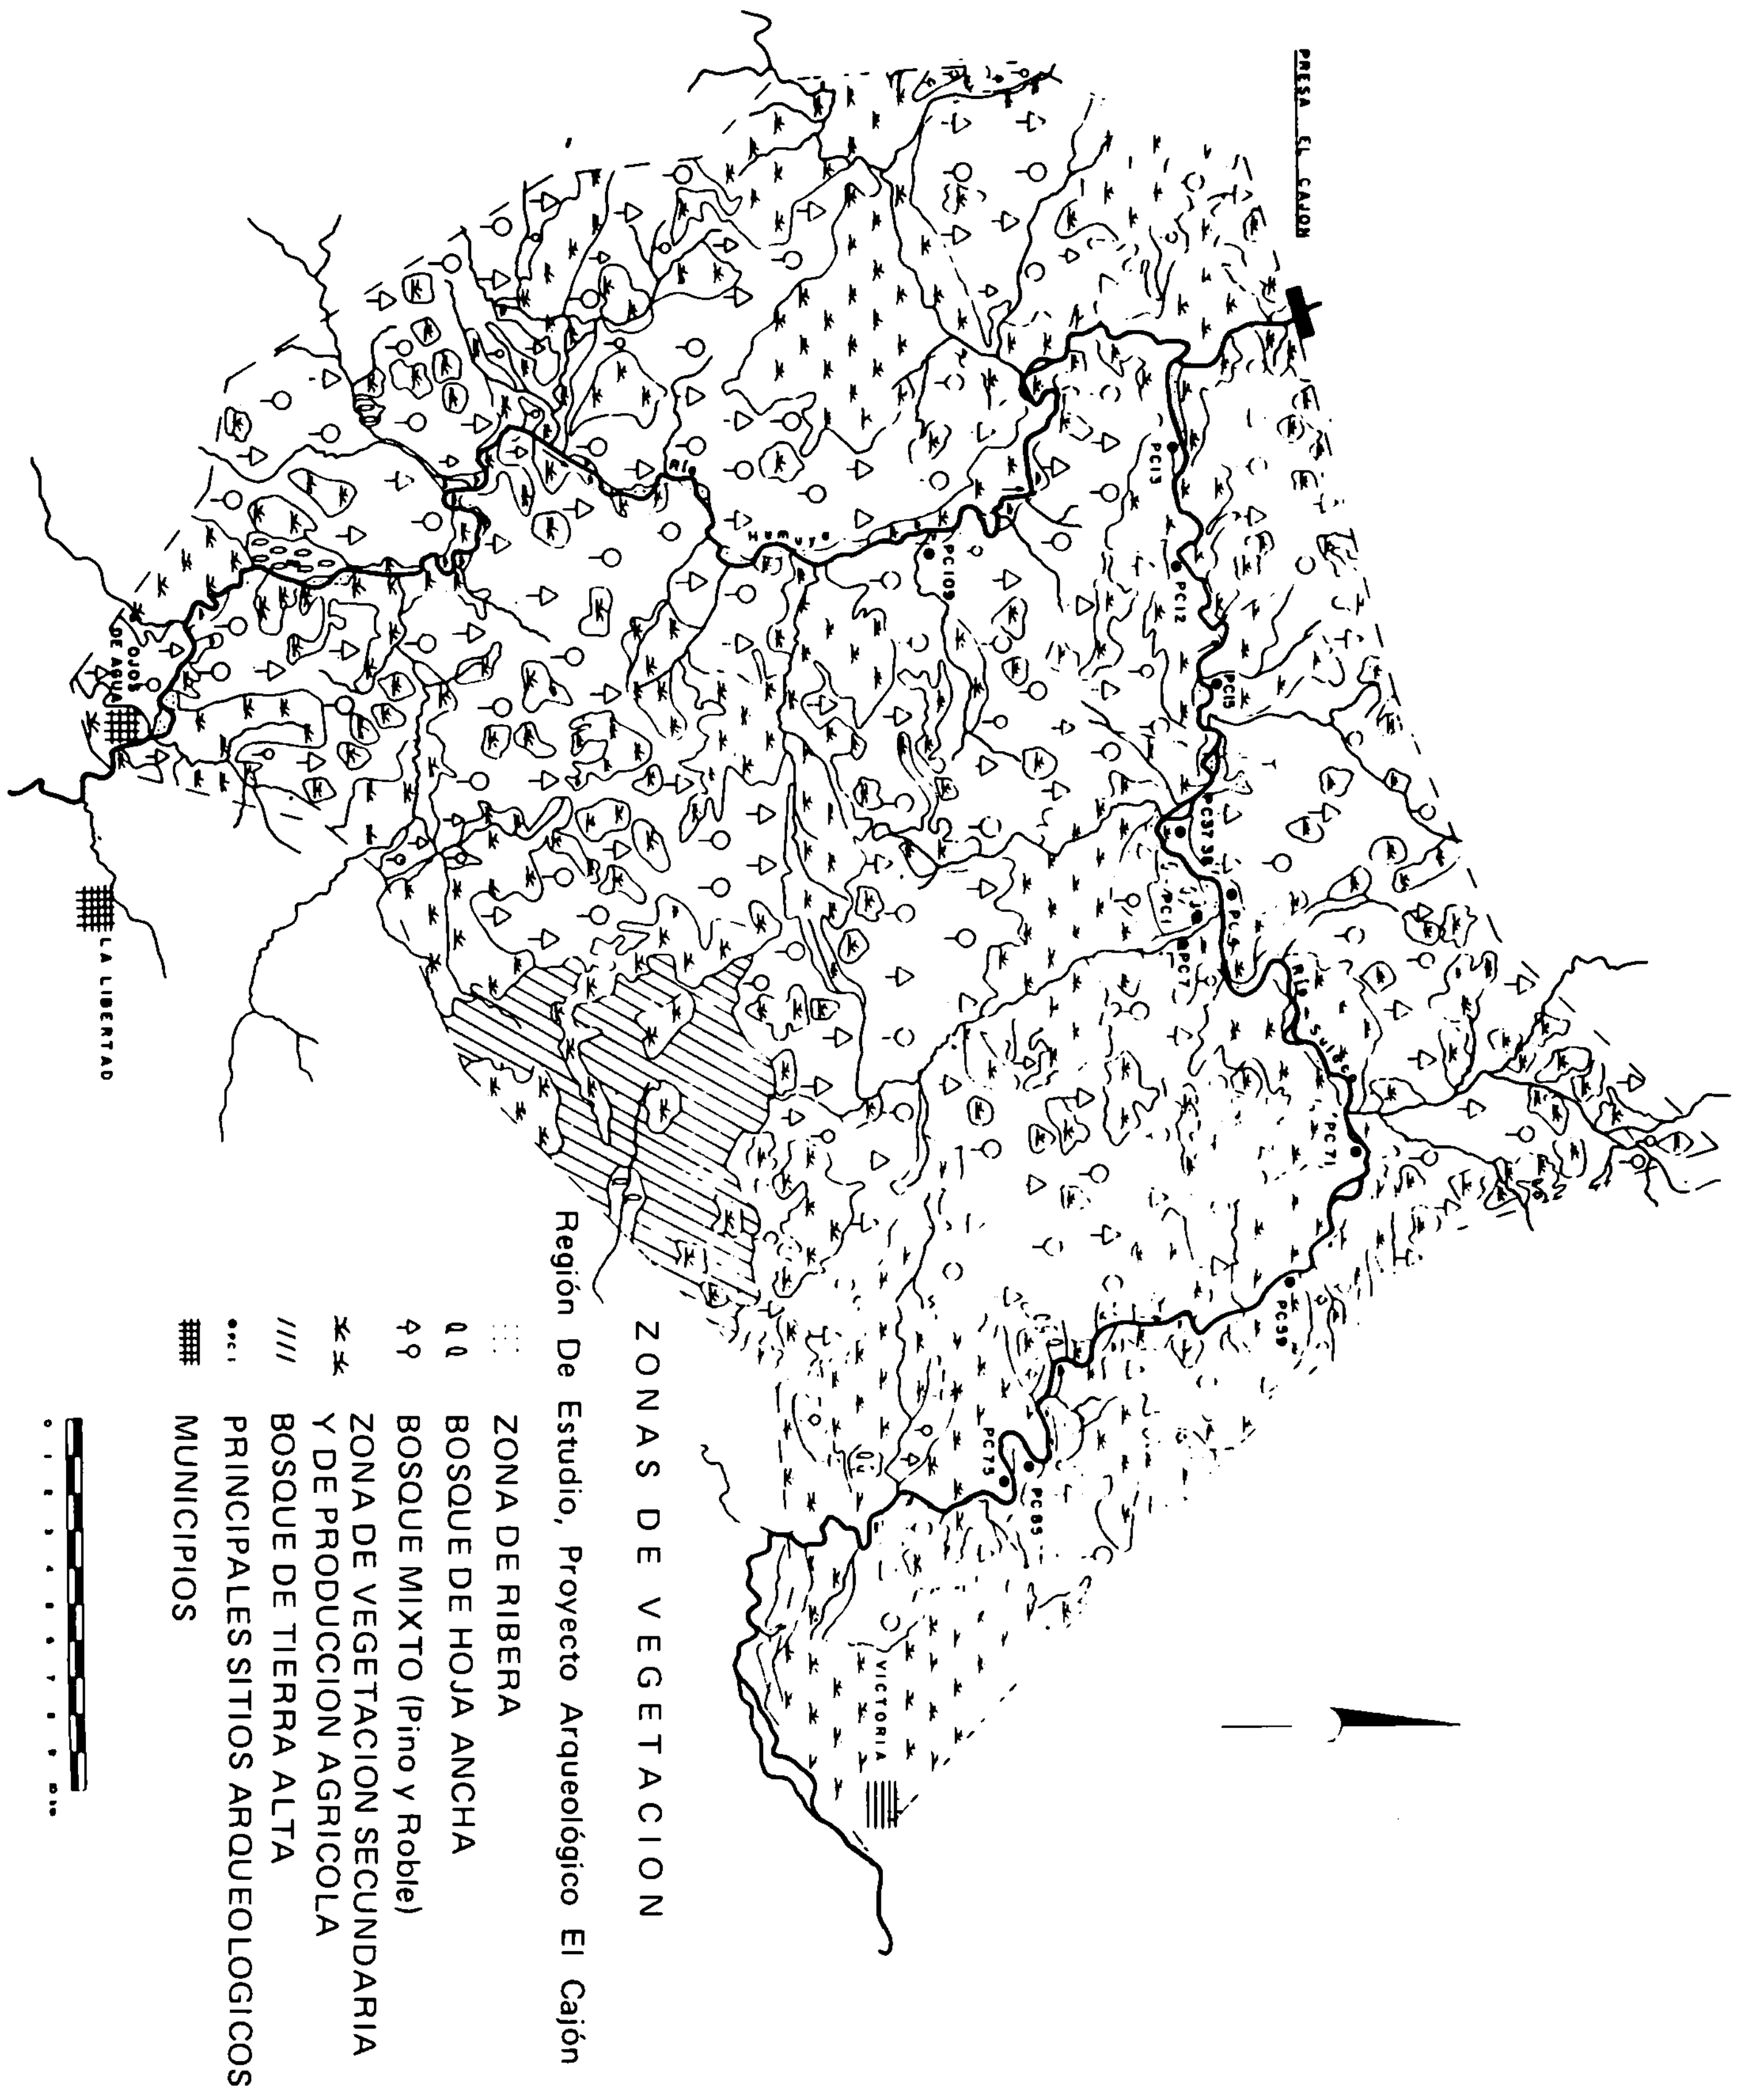 PRESA EL CAJON
PC13
PC12
PC15
PC109
Río
Humuya
PC1
PC7
PC71
PC59
PC75
PC85
VICTORIA
OJOS
DE AGUA
LA LIBERTAD
ZONAS DE VEGETACION
Región De Estudio, Proyecto Arqueológico El Cajón
ZONA DE RIBERA
BOSQUE DE HOJA ANCHA
BOSQUE MIXTO (Pino y Roble)
ZONA DE VEGETACION SECUNDARIA
Y DE PRODUCCION AGRICOLA
BOSQUE DE TIERRA ALTA
PC1 PRINCIPALES SITIOS ARQUEOLOGICOS
MUNICIPIOS